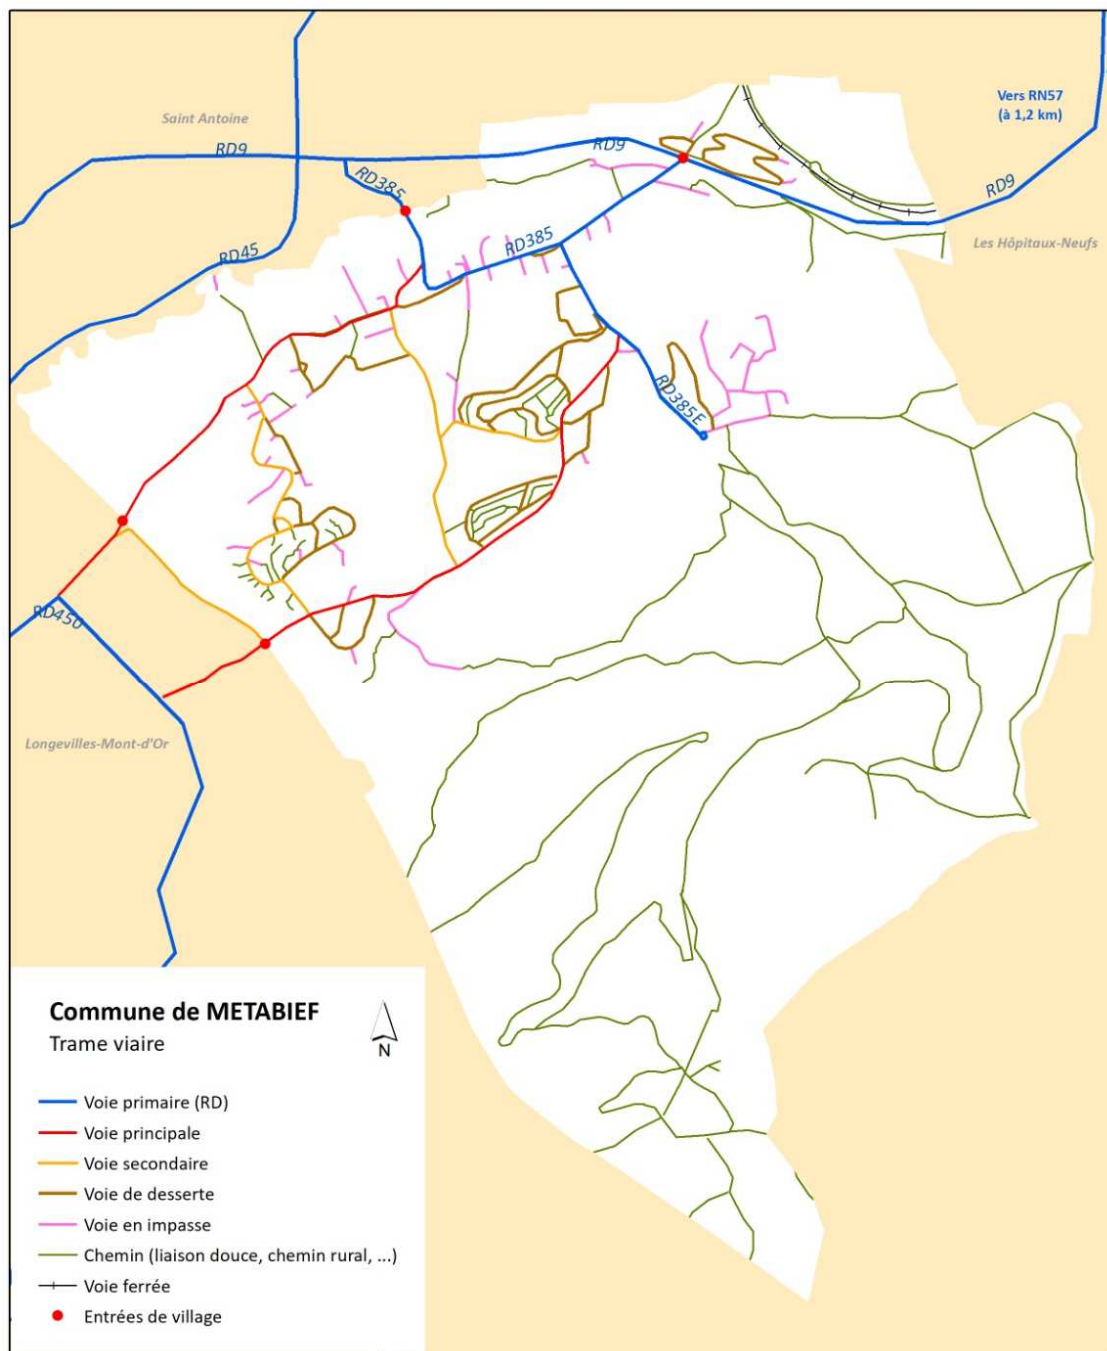 Vers RN57
(à 1,2 km)
Saint Antoine
RD9
RD9
RD385
RD9
RD385
Les Hôpitaux-Neufs
RD45
RD385E
RD450
Longevilles-Mont-d'Or
Commune de METABIEF
Trame viaire
N
Voie primaire (RD)
Voie principale
Voie secondaire
Voie de desserte
Voie en impasse
Chemin (liaison douce, chemin rural, ...)
Voie ferrée
Entrées de village